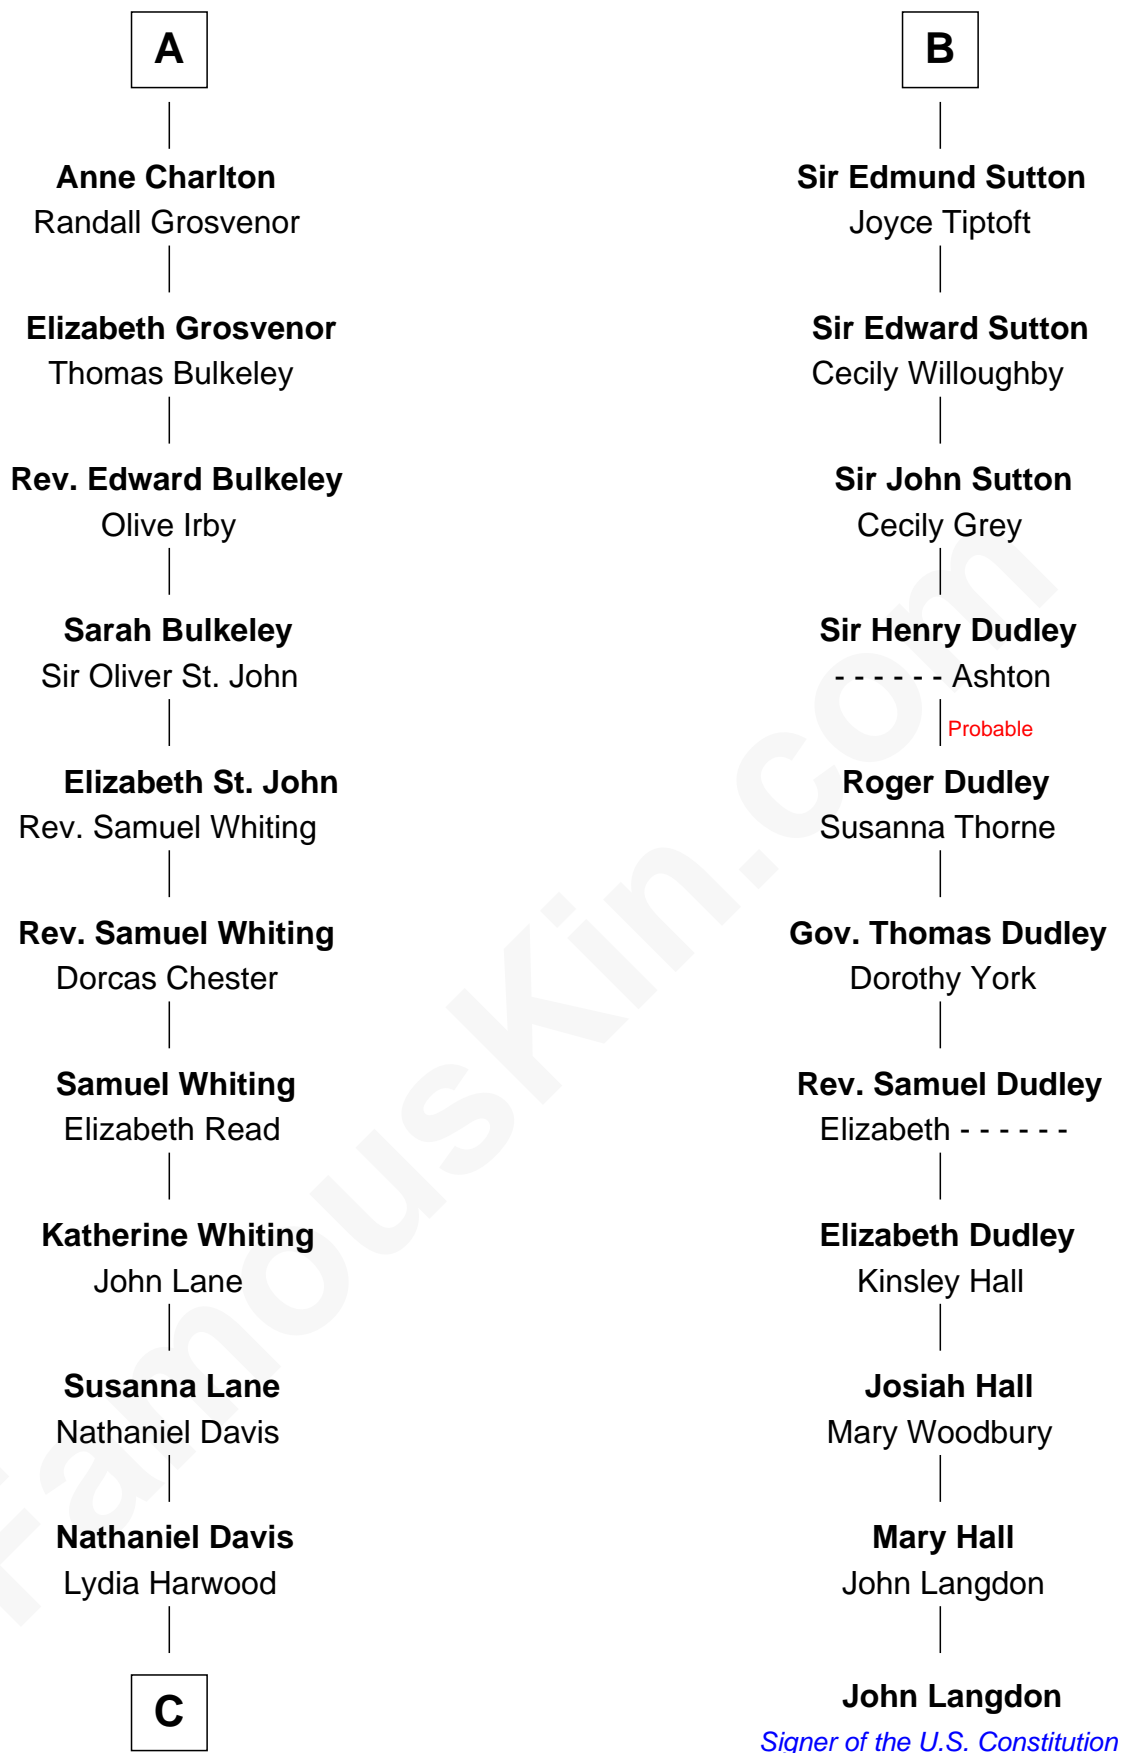 A
Anne Charlton
Randall Grosvenor
Elizabeth Grosvenor
Thomas Bulkeley
Rev. Edward Bulkeley
Olive Irby
Sarah Bulkeley
Sir Oliver St. John
Elizabeth St. John
Rev. Samuel Whiting
Rev. Samuel Whiting
Dorcas Chester
Samuel Whiting
Elizabeth Read
Katherine Whiting
John Lane
Susanna Lane
Nathaniel Davis
Nathaniel Davis
Lydia Harwood
C
B
Sir Edmund Sutton
Joyce Tiptoft
Sir Edward Sutton
Cecily Willoughby
Sir John Sutton
Cecily Grey
Sir Henry Dudley
- - - - - - Ashton
Probable
Roger Dudley
Susanna Thorne
Gov. Thomas Dudley
Dorothy York
Rev. Samuel Dudley
Elizabeth - - - - - -
Elizabeth Dudley
Kinsley Hall
Josiah Hall
Mary Woodbury
Mary Hall
John Langdon
John Langdon
Signer of the U.S. Constitution
FamousKin.com